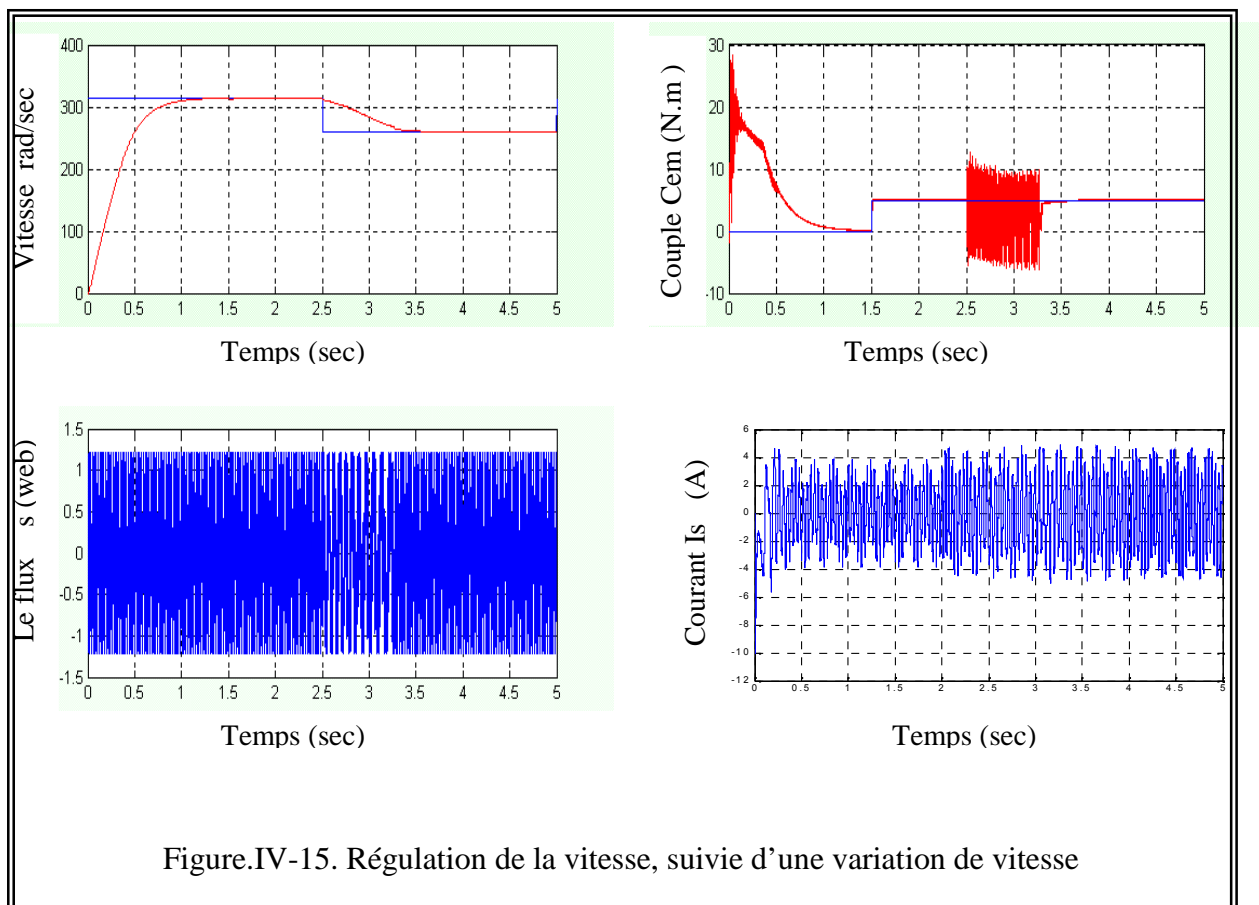 400
300
200
100
0
0 0.5 1 1.5 2 2.5 3 3.5 4 4.5 5
Vitesse rad/sec
Temps (sec)
30
20
10
0
-10
0 0.5 1 1.5 2 2.5 3 3.5 4 4.5 5
Couple Cem (N.m )
Temps (sec)
1.5
1
0.5
0
-0.5
-1
-1.5
0 0.5 1 1.5 2 2.5 3 3.5 4 4.5 5
Le flux s (web)
Temps (sec)
6
4
2
0
-2
-4
-6
-8
-10
-12
0 0.5 1 1.5 2 2.5 3 3.5 4 4.5 5
Courant Is (A)
Temps (sec)
Figure.IV-15. Régulation de la vitesse, suivie d’une variation de vitesse